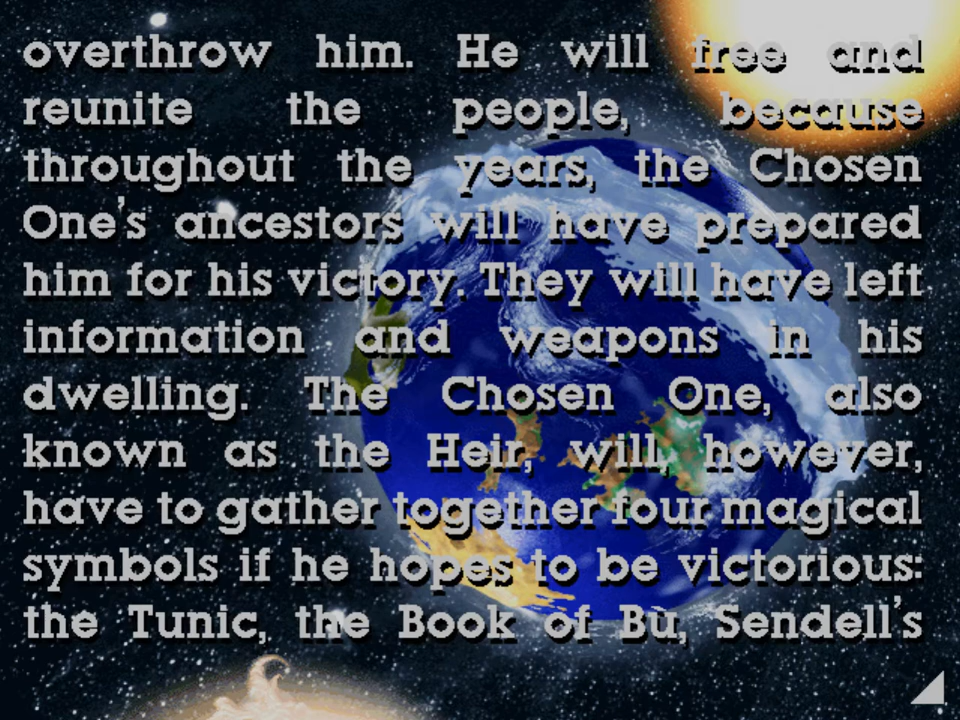 overthrow him. He will free and
reunite the people, because
throughout the years, the Chosen
One's ancestors will have prepared
him for his victory. They will have left
information and weapons in his
dwelling. The Chosen One, also
known as the Heir, will, however,
have to gather together four magical
symbols if he hopes to be victorious:
the Tunic, the Book of Bù, Sendell's